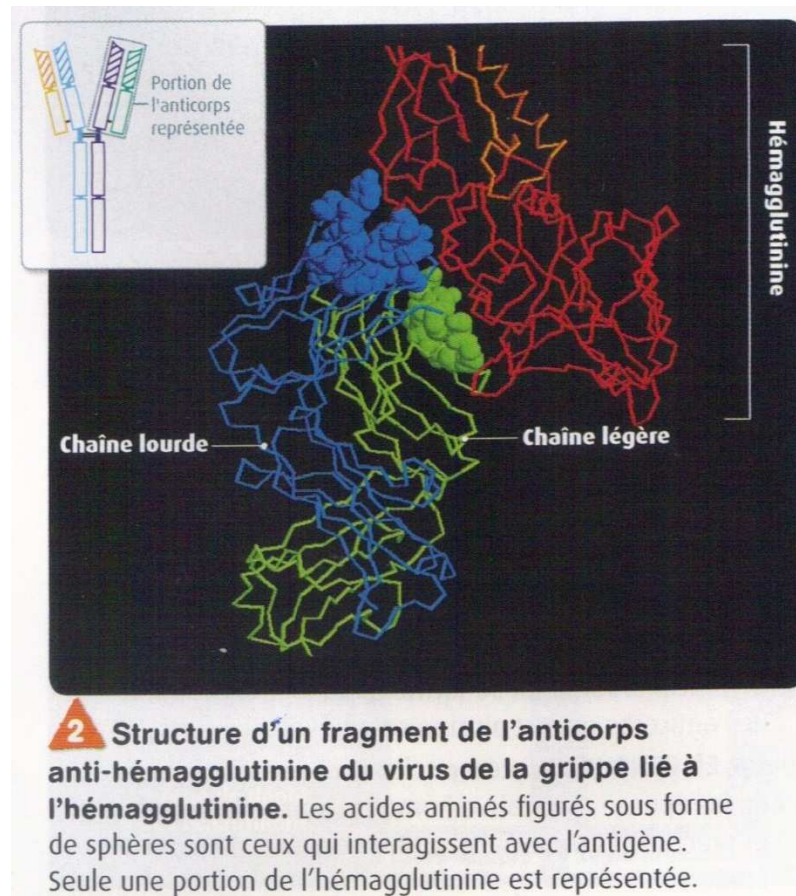 Portion de
l'anticorps
représentée
Hémagglutinine
Chaîne lourde
Chaîne légère
2 Structure d'un fragment de l'anticorps
anti-hémagglutinine du virus de la grippe lié à
l'hémagglutinine. Les acides aminés figurés sous forme
de sphères sont ceux qui interagissent avec l'antigène.
Seule une portion de l'hémagglutinine est représentée.